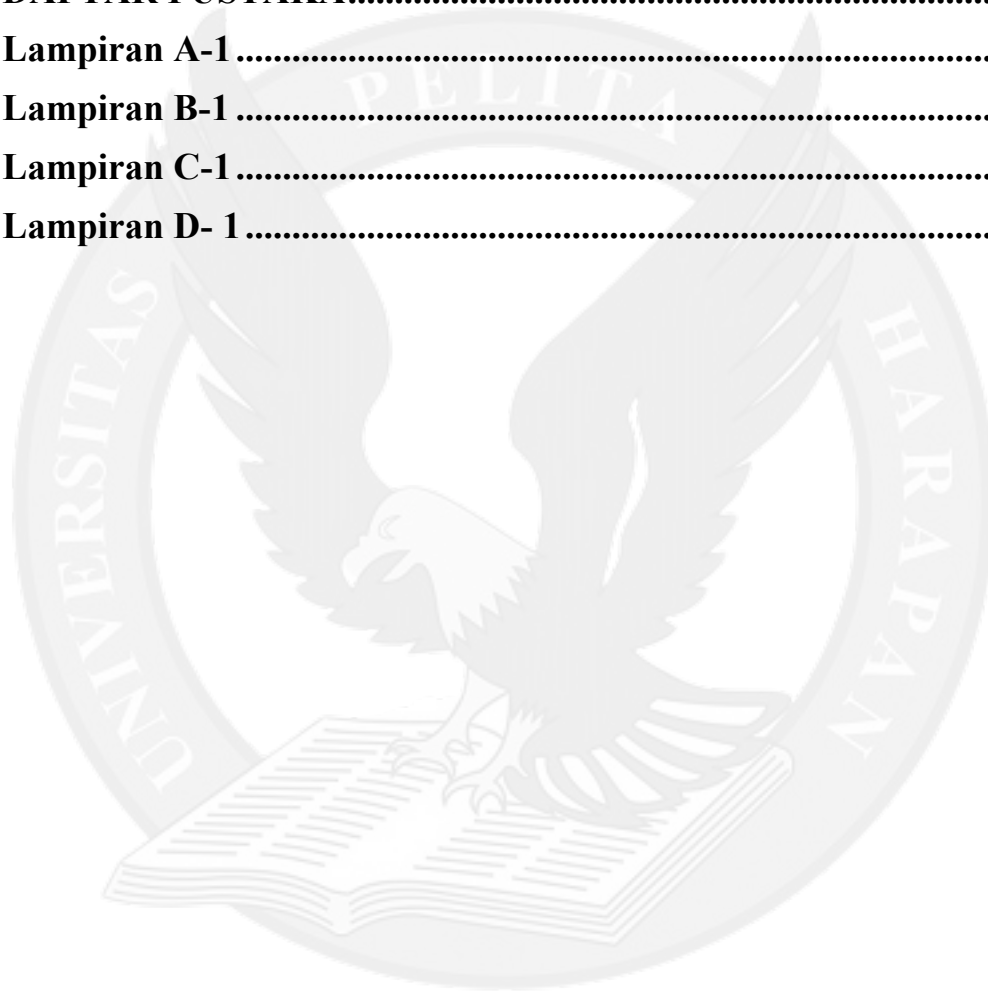 DAFTAR PUSTAKA........................................................................
Lampiran A-1....................................................................................
Lampiran B-1....................................................................................
Lampiran C-1....................................................................................
Lampiran D- 1...................................................................................
UNIVERSITAS PELITA HARAPAN